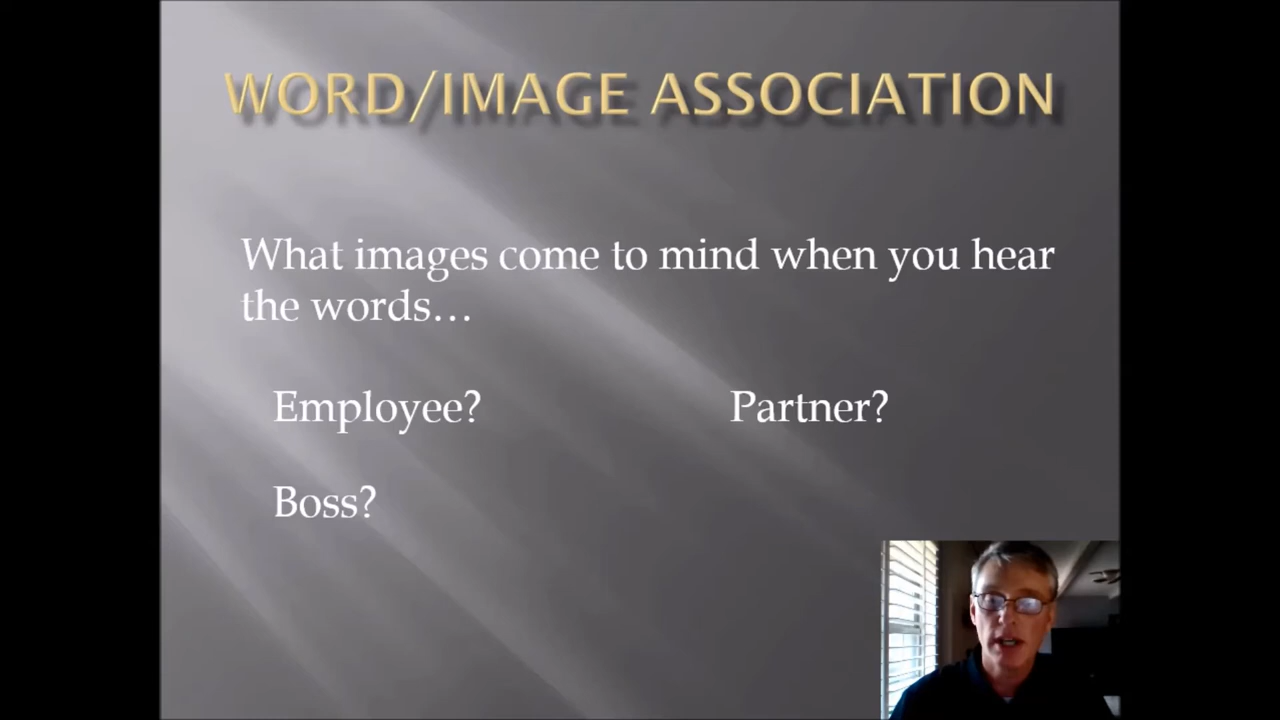 WORD/IMAGE ASSOCIATION
What images come to mind when you hear
the words…
Employee? Partner?
Boss?